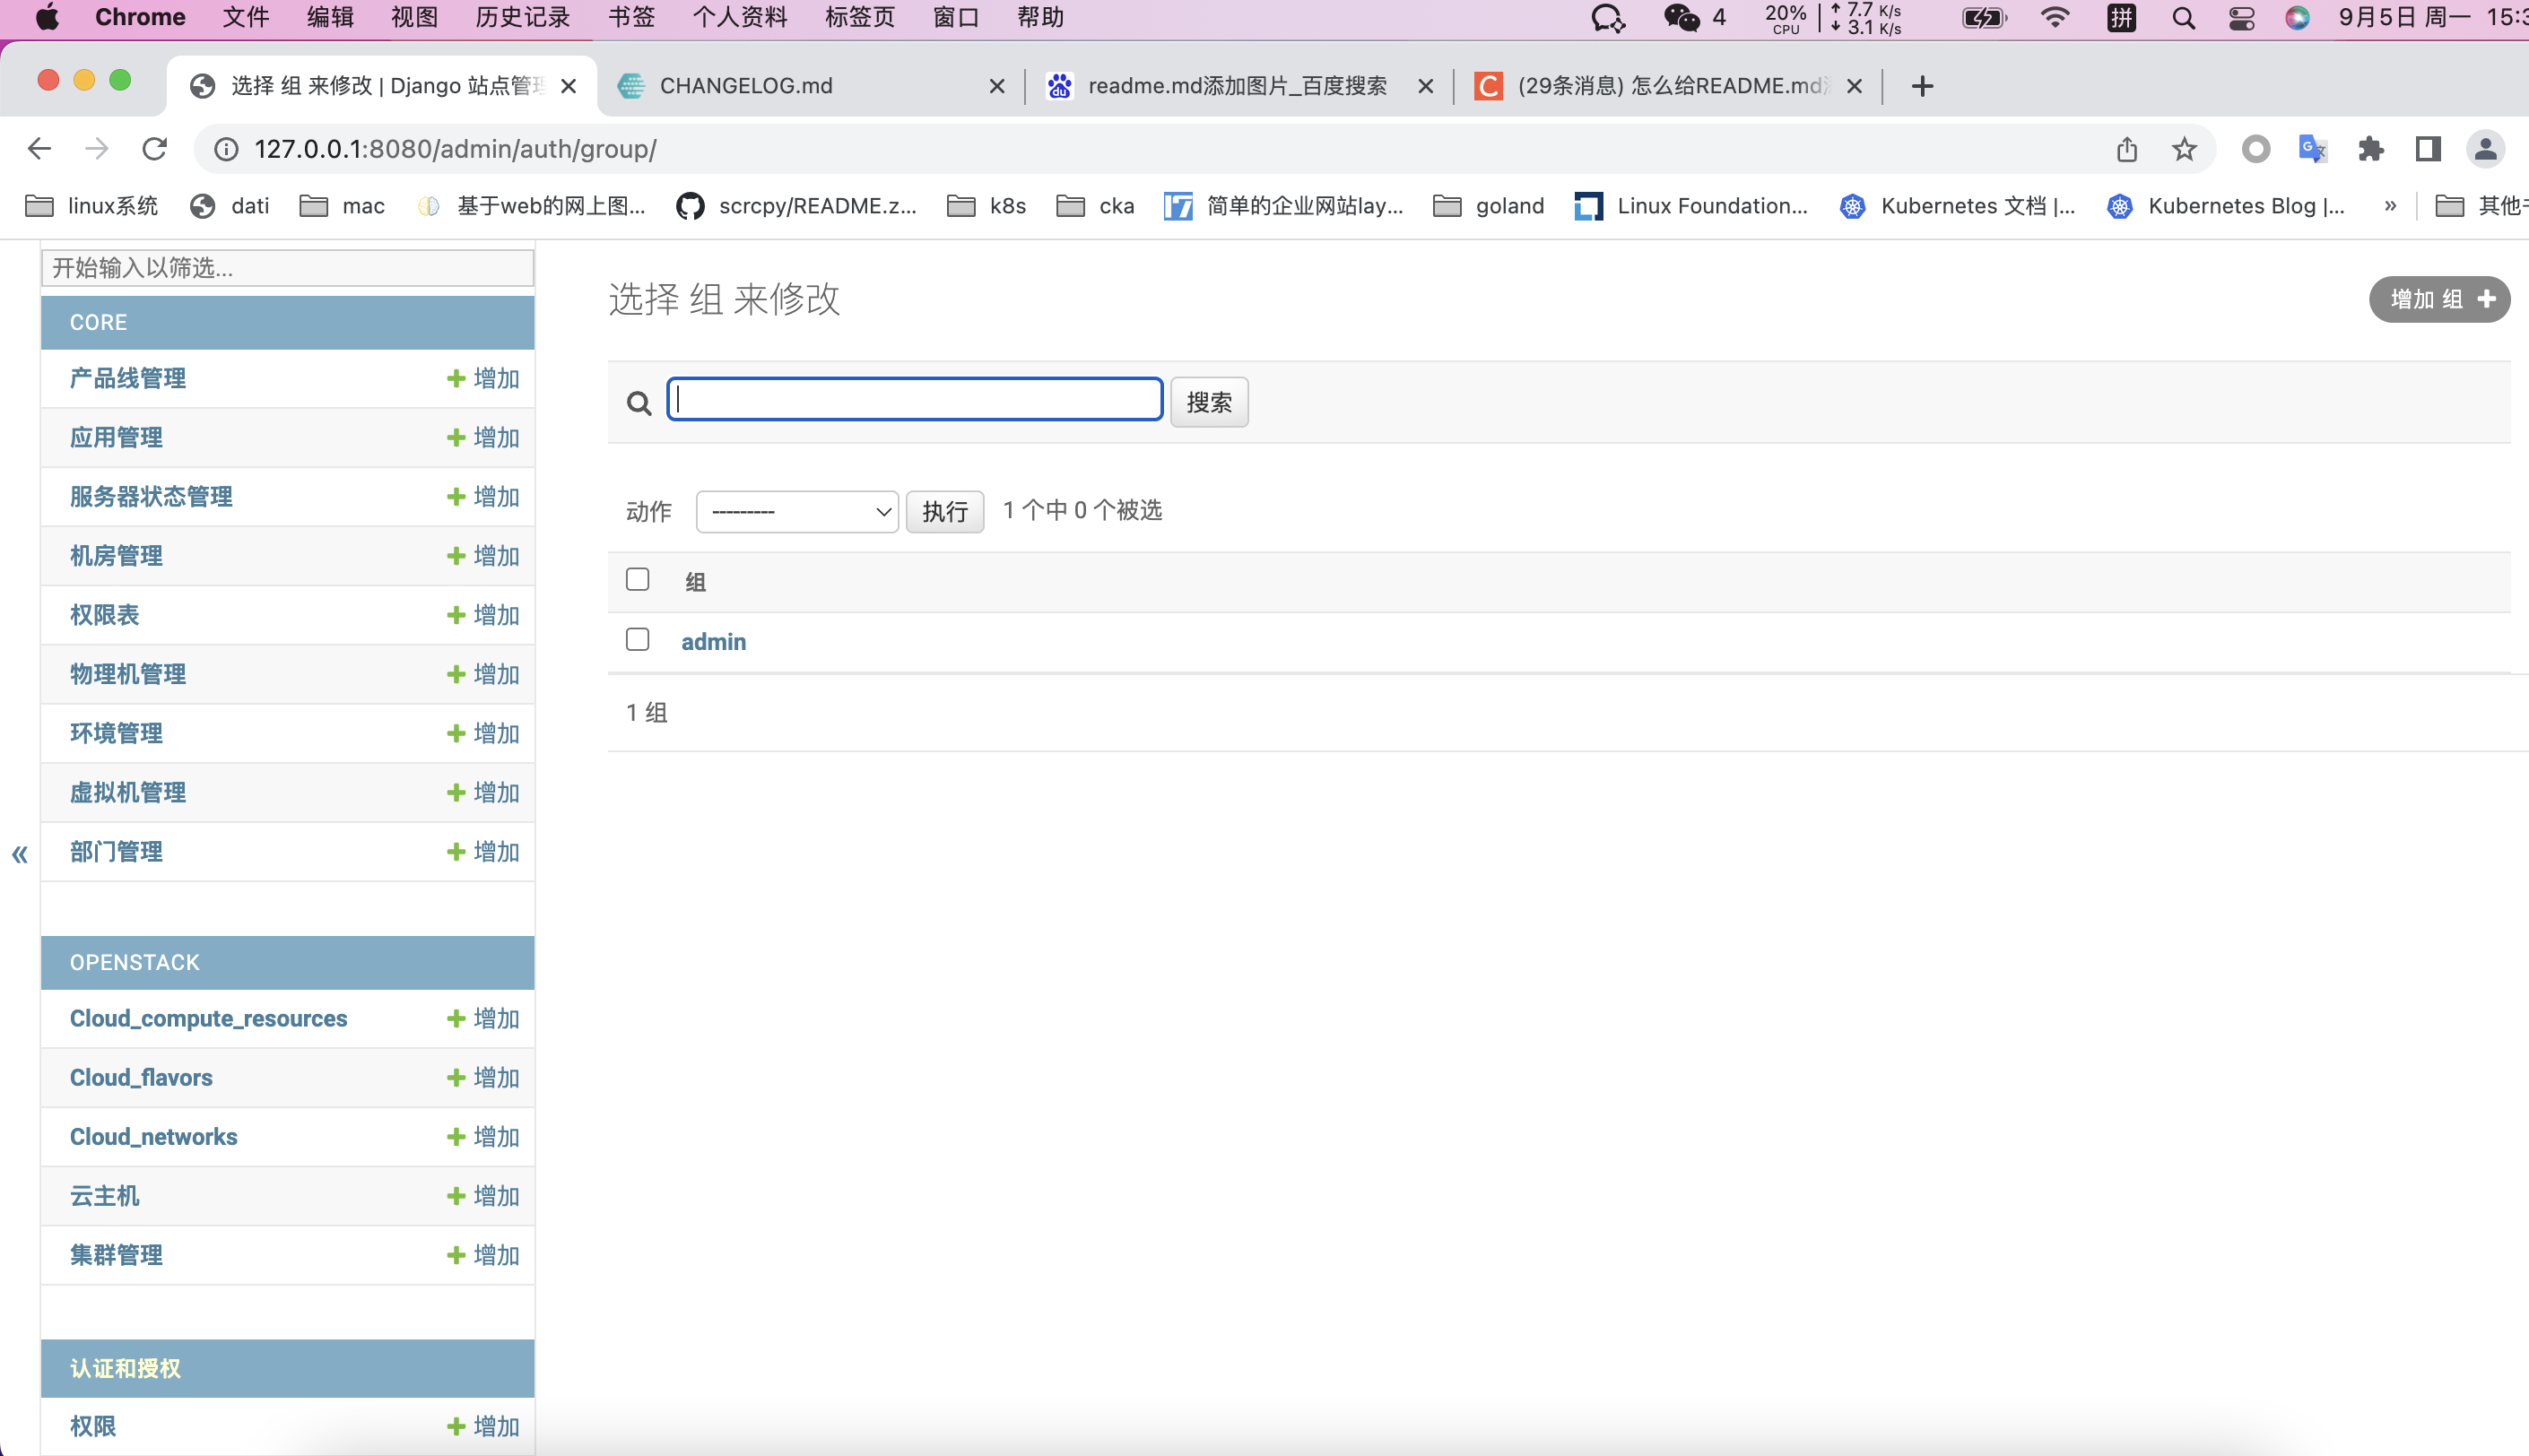 Chrome 文件 编辑 视图 历史记录 书签 个人资料 标签页 窗口 帮助 4 20% CPU 7.7 K/s 3.1 K/s 拼 9月5日 周一 15:3
选择 组 来修改 | Django 站点管理 CHANGELOG.md readme.md添加图片_百度搜索 (29条消息) 怎么给README.md
127.0.0.1:8080/admin/auth/group/
linux系统 dati mac 基于web的网上图... scrcpy/README.z... k8s cka 简单的企业网站lay... goland Linux Foundation... Kubernetes 文档 |... Kubernetes Blog |... » 其他
开始输入以筛选...
CORE
产品线管理 增加
应用管理 增加
服务器状态管理 增加
机房管理 增加
权限表 增加
物理机管理 增加
环境管理 增加
虚拟机管理 增加
部门管理 增加
«
OPENSTACK
Cloud_compute_resources 增加
Cloud_flavors 增加
Cloud_networks 增加
云主机 增加
集群管理 增加
认证和授权
权限 增加
选择 组 来修改
增加 组
搜索
动作 --------- 执行 1 个中 0 个被选
组
admin
1 组